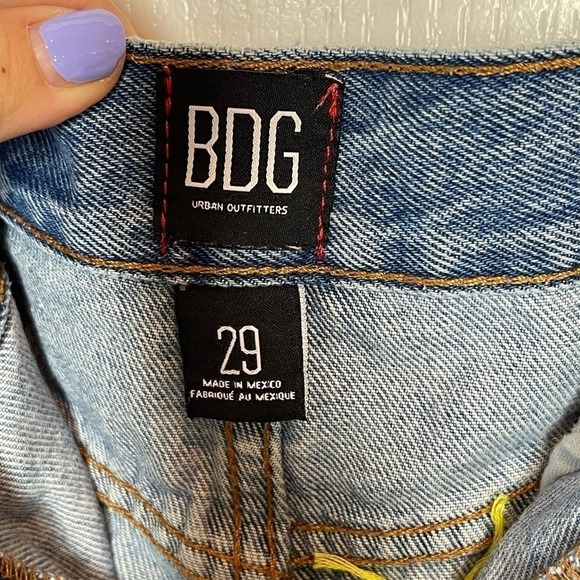 BDG
URBAN OUTFITTERS
29
MADE IN MEXICO
FABRIQUÉ AU MEXIQUE